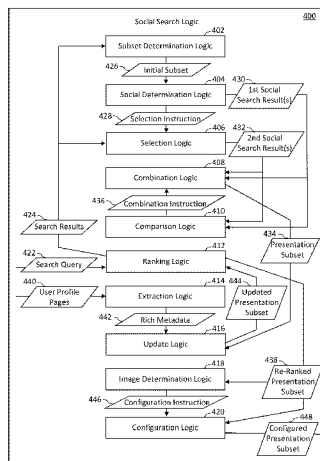 400
Social Search Logic
402
Subset Determination Logic
426
Initial Subset
404
430
Social Determination Logic
1st Social
Search Result(s)
428
Selection Instruction
406
432
Selection Logic
2nd Social
Search Result(s)
408
Combination Logic
436
Combination Instruction
424
410
434
Search Results
Comparison Logic
Presentation
Subset
422
412
Search Query
Ranking Logic
440
414
444
User Profile
Pages
Extraction Logic
Updated
Presentation
Subset
442
Rich Metadata
416
Update Logic
418
438
Image Determination Logic
Re-Ranked
Presentation
Subset
446
Configuration Instruction
448
420
Configuration Logic
Configured
Presentation
Subset